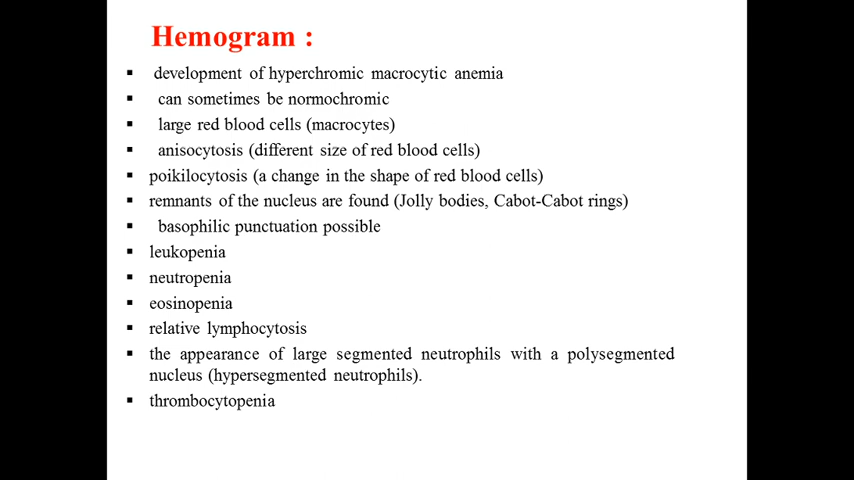 Hemogram :
▪ development of hyperchromic macrocytic anemia
▪ can sometimes be normochromic
▪ large red blood cells (macrocytes)
▪ anisocytosis (different size of red blood cells)
▪ poikilocytosis (a change in the shape of red blood cells)
▪ remnants of the nucleus are found (Jolly bodies, Cabot-Cabot rings)
▪ basophilic punctuation possible
▪ leukopenia
▪ neutropenia
▪ eosinopenia
▪ relative lymphocytosis
▪ the appearance of large segmented neutrophils with a polysegmented
nucleus (hypersegmented neutrophils).
▪ thrombocytopenia